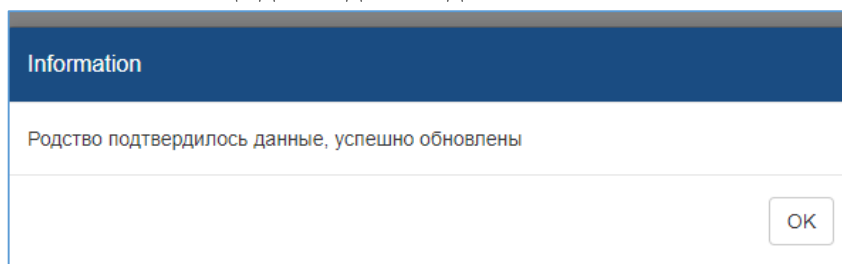 Information
Родство подтвердилось данные, успешно обновлены
OK